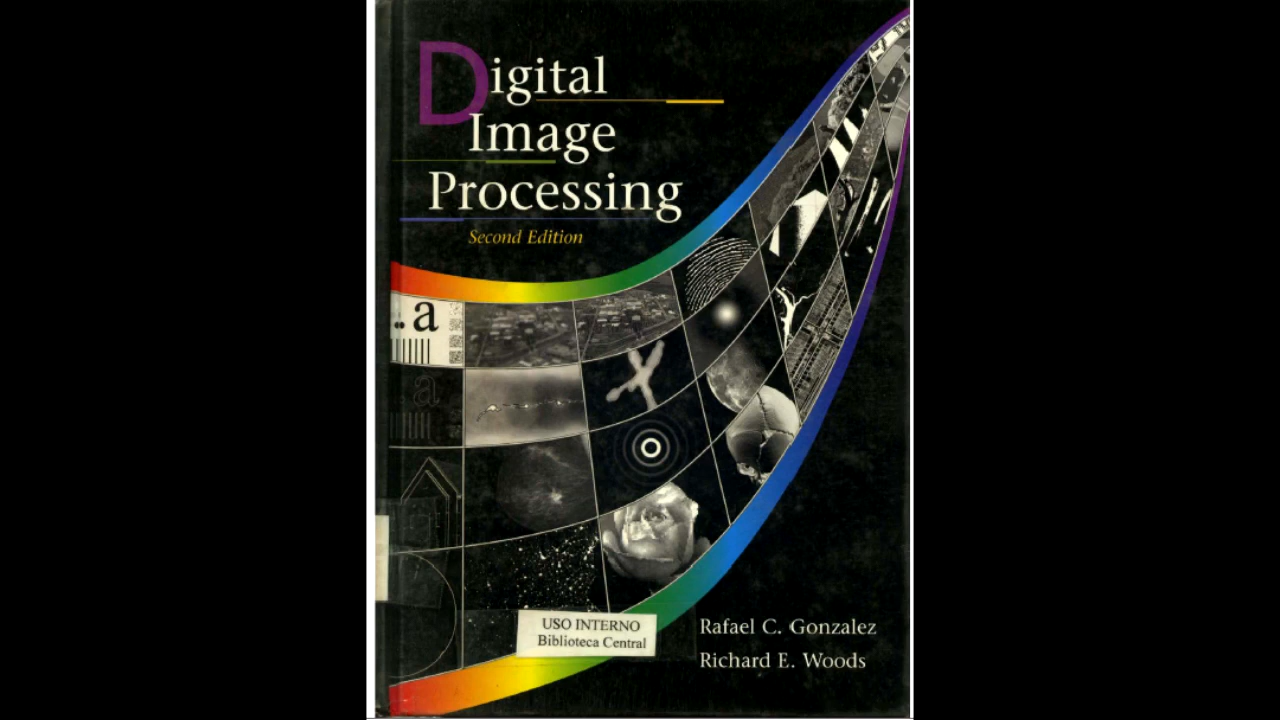 Digital
Image
Processing
Second Edition
a
a
USO INTERNO
Biblioteca Central
Rafael C. Gonzalez
Richard E. Woods